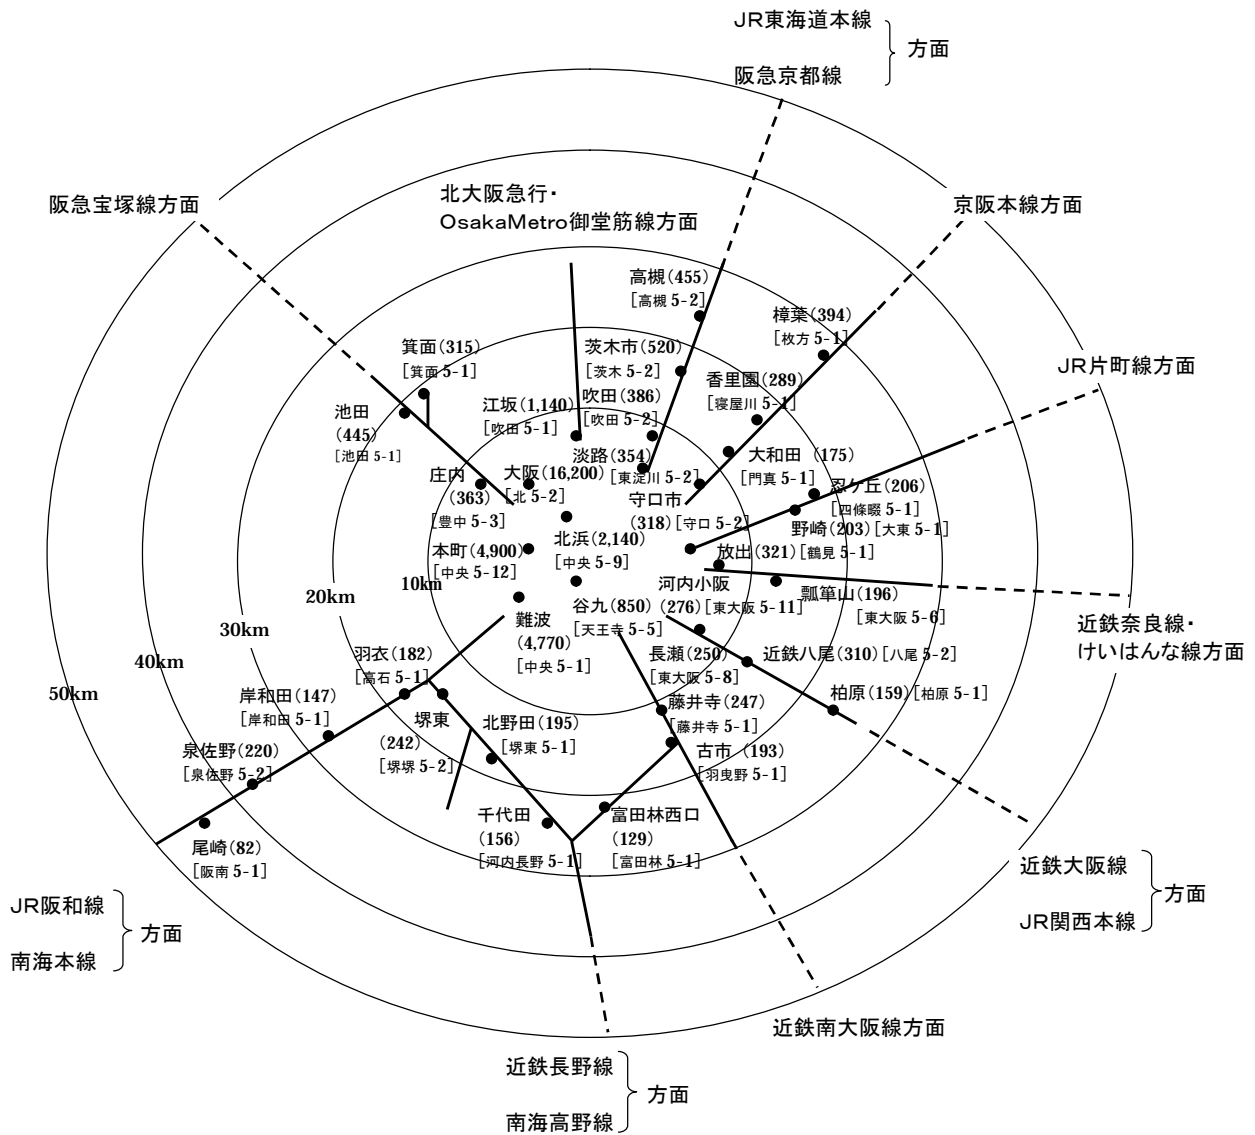 JR東海道本線
方面
阪急京都線
阪急宝塚線方面
北大阪急行・
OsakaMetro御堂筋線方面
京阪本線方面
高槻(455)
[高槻 5-2]
樟葉(394)
[枚方 5-1]
箕面(315)
[箕面 5-1]
茨木市(520)
[茨木 5-2]
JR片町線方面
香里園(289)
[寝屋川 5-1]
吹田(386)
[吹田 5-2]
江坂(1,140)
[吹田 5-1]
池田
(445)
[池田 5-1]
大和田 (175)
[門真 5-1]
淡路(354)
[東淀川 5-2]
庄内
(363)
[豊中 5-3]
大阪(16,200)
[北 5-2]
忍ケ丘(206)
[四條畷 5-1]
守口市
(318)[守口 5-2]
野崎(203)[大東 5-1]
北浜(2,140)
[中央 5-9]
本町(4,900)
[中央 5-12]
放出(321)[鶴見 5-1]
10km
20km
30km
40km
50km
河内小阪
(276)[東大阪 5-11]
瓢箪山(196)
[東大阪 5-6]
谷九(850)
[天王寺 5-5]
難波
(4,770)
[中央 5-1]
近鉄奈良線・
けいはんな線方面
羽衣(182)
[高石 5-1]
長瀬(250)
[東大阪 5-8]
近鉄八尾(310)[八尾 5-2]
岸和田(147)
[岸和田 5-1]
柏原(159)[柏原 5-1]
藤井寺(247)
[藤井寺 5-1]
堺東
(242)
[堺堺 5-2]
北野田(195)
[堺東 5-1]
泉佐野(220)
[泉佐野 5-2]
古市(193)
[羽曳野 5-1]
千代田
(156)
[河内長野 5-1]
富田林西口
(129)
[富田林 5-1]
尾崎(82)
[阪南 5-1]
近鉄大阪線
方面
JR関西本線
JR阪和線
方面
南海本線
近鉄南大阪線方面
近鉄長野線
方面
南海高野線